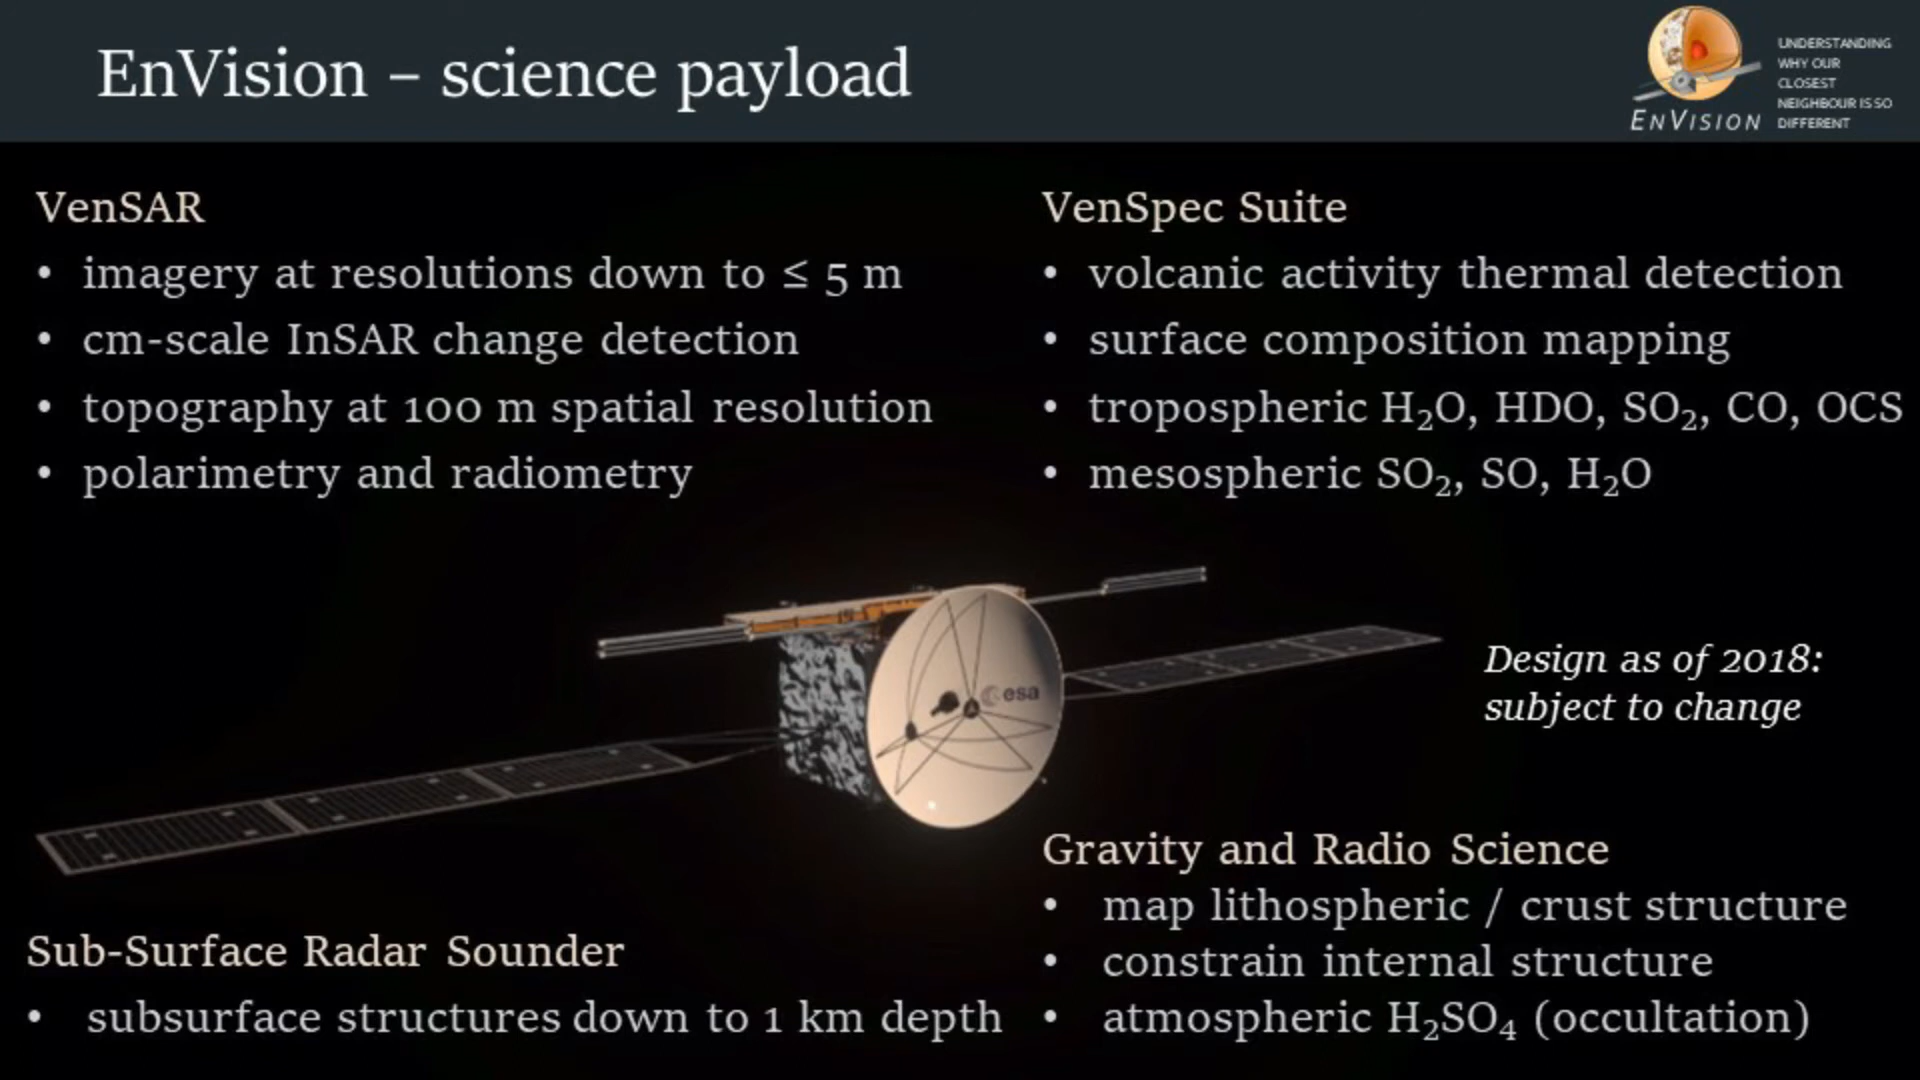 EnVision – science payload
ENVISION
UNDERSTANDING
WHY OUR
CLOSEST
NEIGHBOUR IS SO
DIFFERENT
VenSAR
• imagery at resolutions down to ≤ 5 m
• cm-scale InSAR change detection
• topography at 100 m spatial resolution
• polarimetry and radiometry
VenSpec Suite
• volcanic activity thermal detection
• surface composition mapping
• tropospheric H₂O, HDO, SO₂, CO, OCS
• mesospheric SO₂, SO, H₂O
esa
Design as of 2018:
subject to change
Sub-Surface Radar Sounder
• subsurface structures down to 1 km depth
Gravity and Radio Science
• map lithospheric / crust structure
• constrain internal structure
• atmospheric H₂SO₄ (occultation)